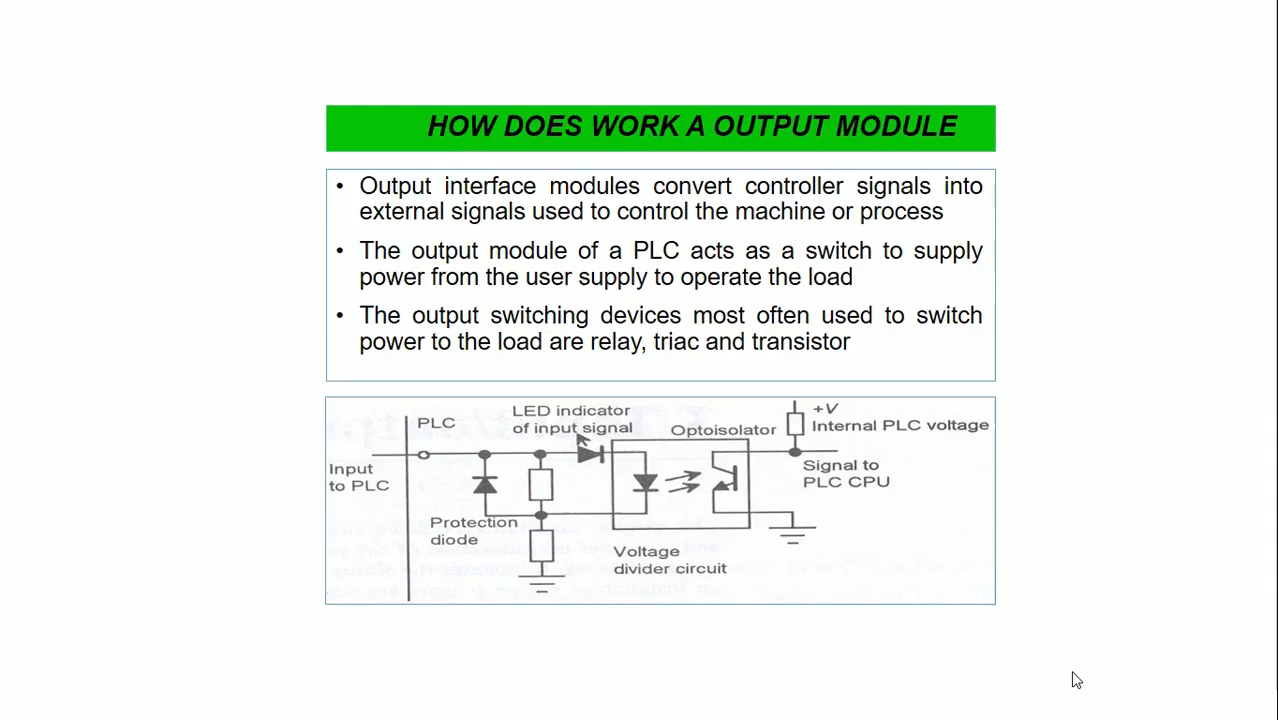 HOW DOES WORK A OUTPUT MODULE
• Output interface modules convert controller signals into
external signals used to control the machine or process
• The output module of a PLC acts as a switch to supply
power from the user supply to operate the load
• The output switching devices most often used to switch
power to the load are relay, triac and transistor
PLC
LED indicator
of input signal
Optoisolator
+V
Internal PLC voltage
Input
to PLC
Signal to
PLC CPU
Protection
diode
Voltage
divider circuit